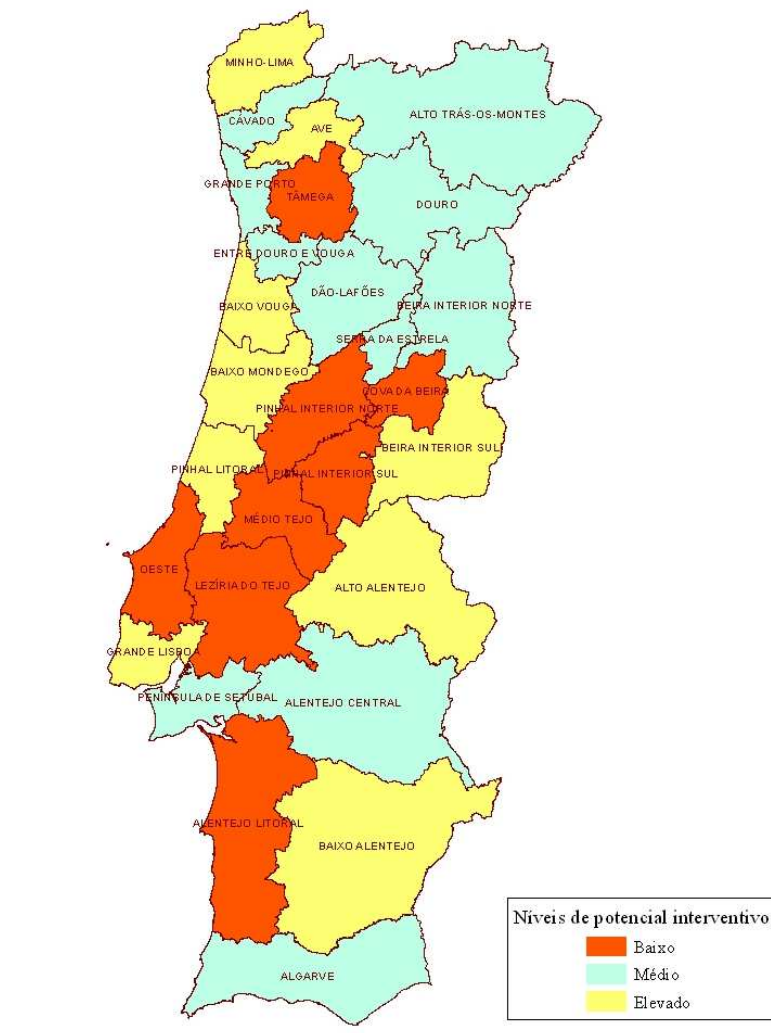 MINHO-LIMA
CÁVADO
ALTO TRÁS-OS-MONTES
AVE
GRANDE PORTO
TÂMEGA
DOURO
ENTRE DOURO E VOUGA
DÃO-LAFÕES
BAIXO VOUGA
BEIRA INTERIOR NORTE
SERRA DA ESTRELA
BAIXO MONDEGO
COVA DA BEIRA
PINHAL INTERIOR NORTE
BEIRA INTERIOR SUL
PINHAL LITORAL
PINHAL INTERIOR SUL
MÉDIO TEJO
OESTE
LEZÍRIA DO TEJO
ALTO ALENTEJO
GRANDE LISBOA
PENÍNSULA DE SETÚBAL
ALENTEJO CENTRAL
ALENTEJO LITORAL
BAIXO ALENTEJO
ALGARVE
Níveis de potencial interventivo
Baixo
Médio
Elevado